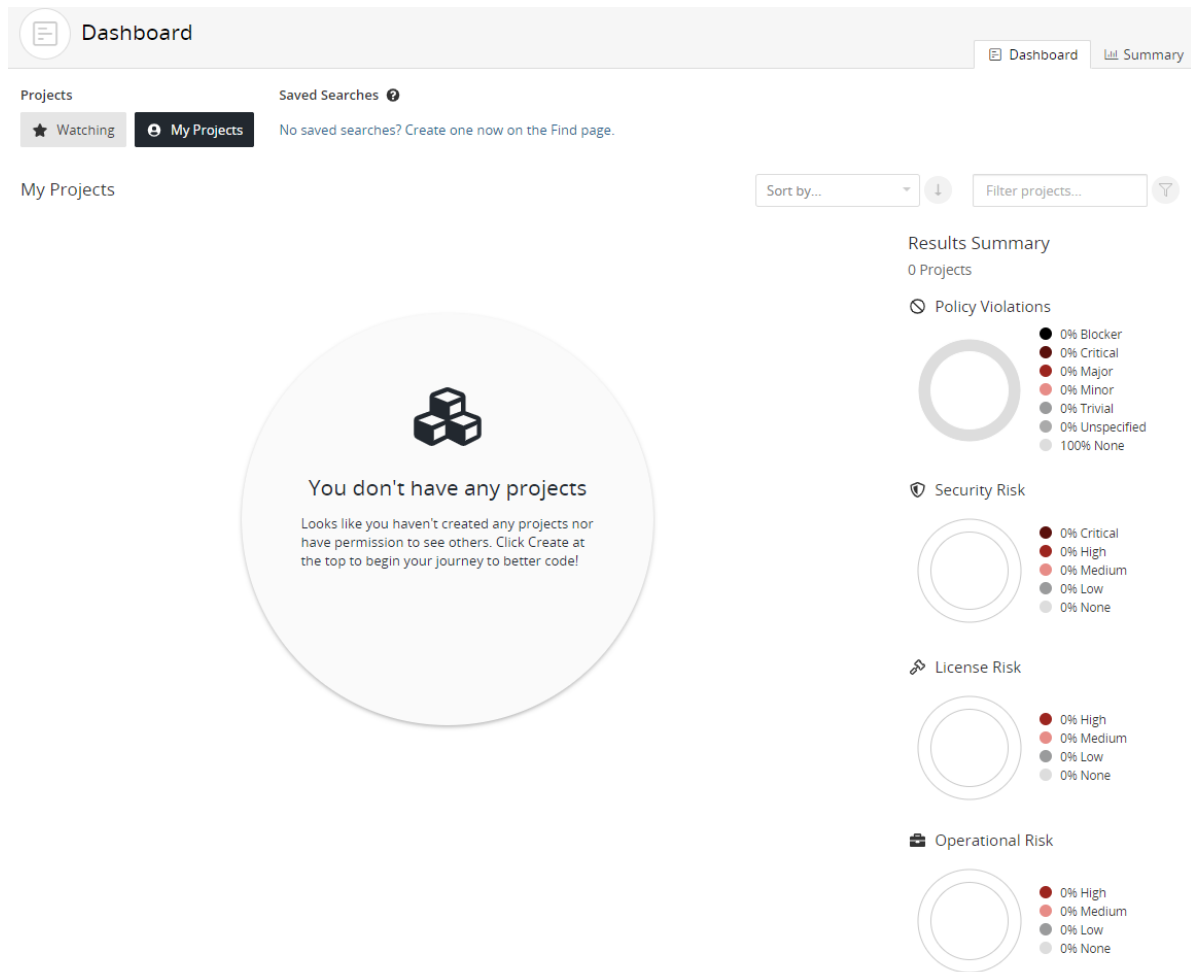 Dashboard
Dashboard
Summary
Projects
Saved Searches
Watching
My Projects
No saved searches? Create one now on the Find page.
My Projects
Sort by...
Filter projects...
Results Summary
0 Projects
Policy Violations
0% Blocker
0% Critical
0% Major
0% Minor
0% Trivial
0% Unspecified
100% None
You don't have any projects
Looks like you haven't created any projects nor
have permission to see others. Click Create at
the top to begin your journey to better code!
Security Risk
0% Critical
0% High
0% Medium
0% Low
0% None
License Risk
0% High
0% Medium
0% Low
0% None
Operational Risk
0% High
0% Medium
0% Low
0% None